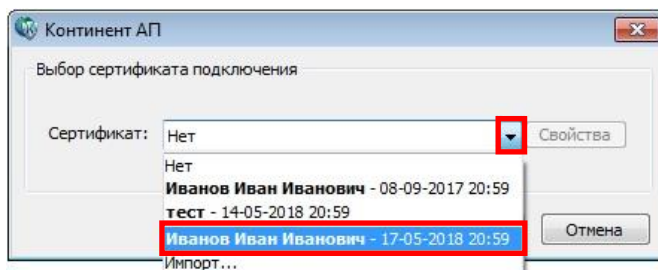 Континент АП
Выбор сертификата подключения
Сертификат: Нет Свойства
Нет
Иванов Иван Иванович - 08-09-2017 20:59
тест - 14-05-2018 20:59
Иванов Иван Иванович - 17-05-2018 20:59
Отмена
Импорт...